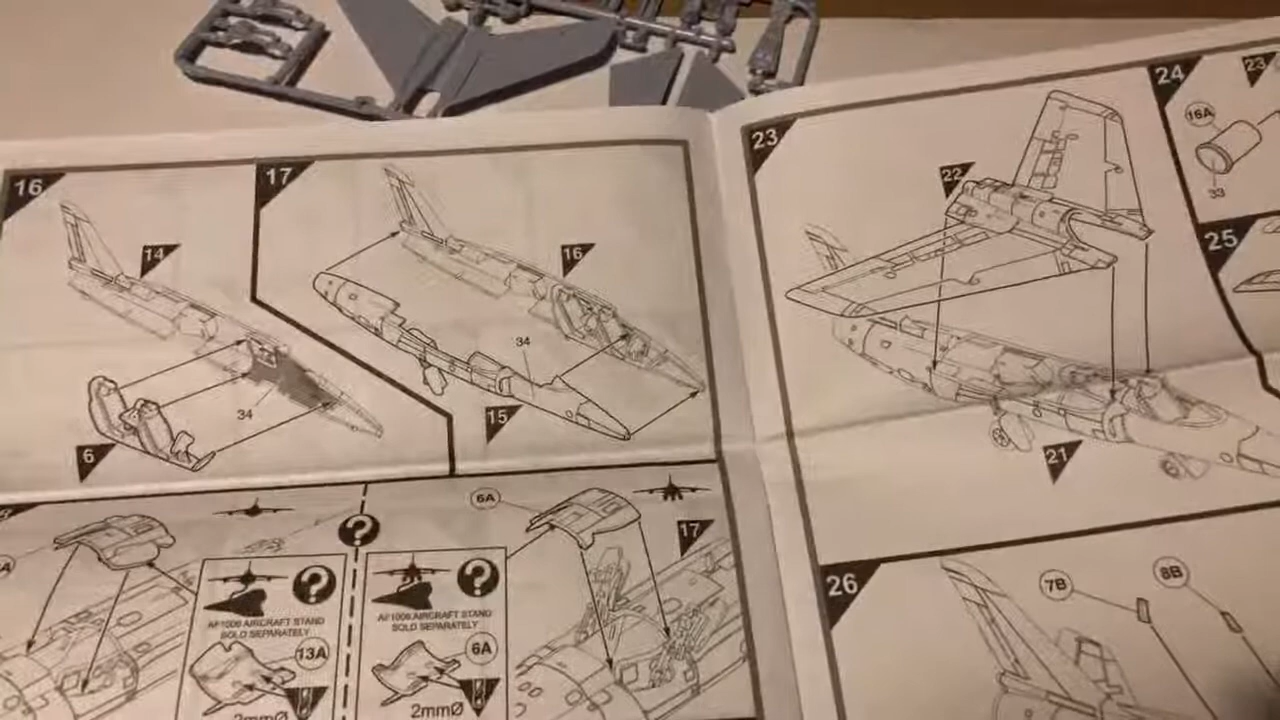 16
14
34
6
17
16
34
15
23
22
21
24
23
16A
33
25
?
?
AF1006 AIRCRAFT STAND
SOLD SEPARATELY
13A
2mmØ
?
AF1006 AIRCRAFT STAND
SOLD SEPARATELY
6A
2mmØ
6A
17
26
7B
8B